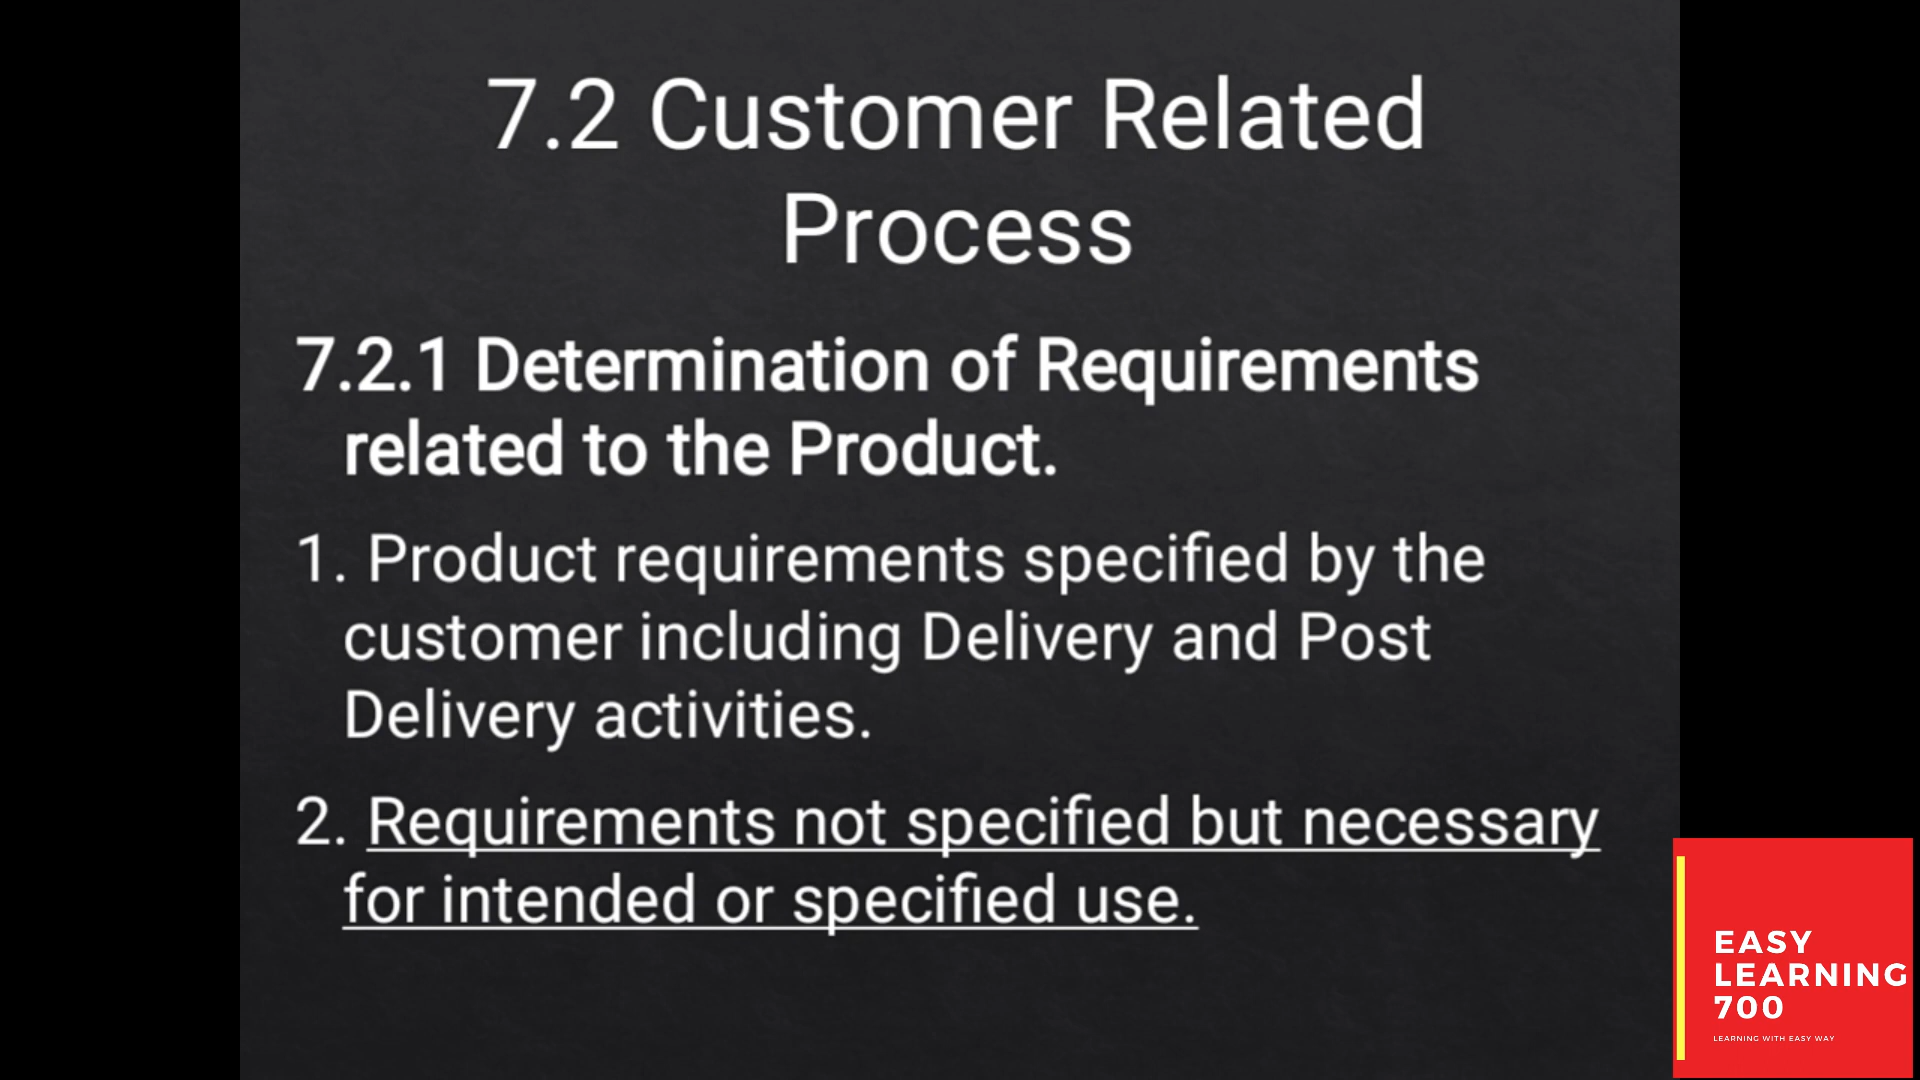 7.2 Customer Related
Process
7.2.1 Determination of Requirements
related to the Product.
1. Product requirements specified by the
customer including Delivery and Post
Delivery activities.
2. Requirements not specified but necessary
for intended or specified use.
EASY
LEARNING
700
LEARNING WITH EASY WAY